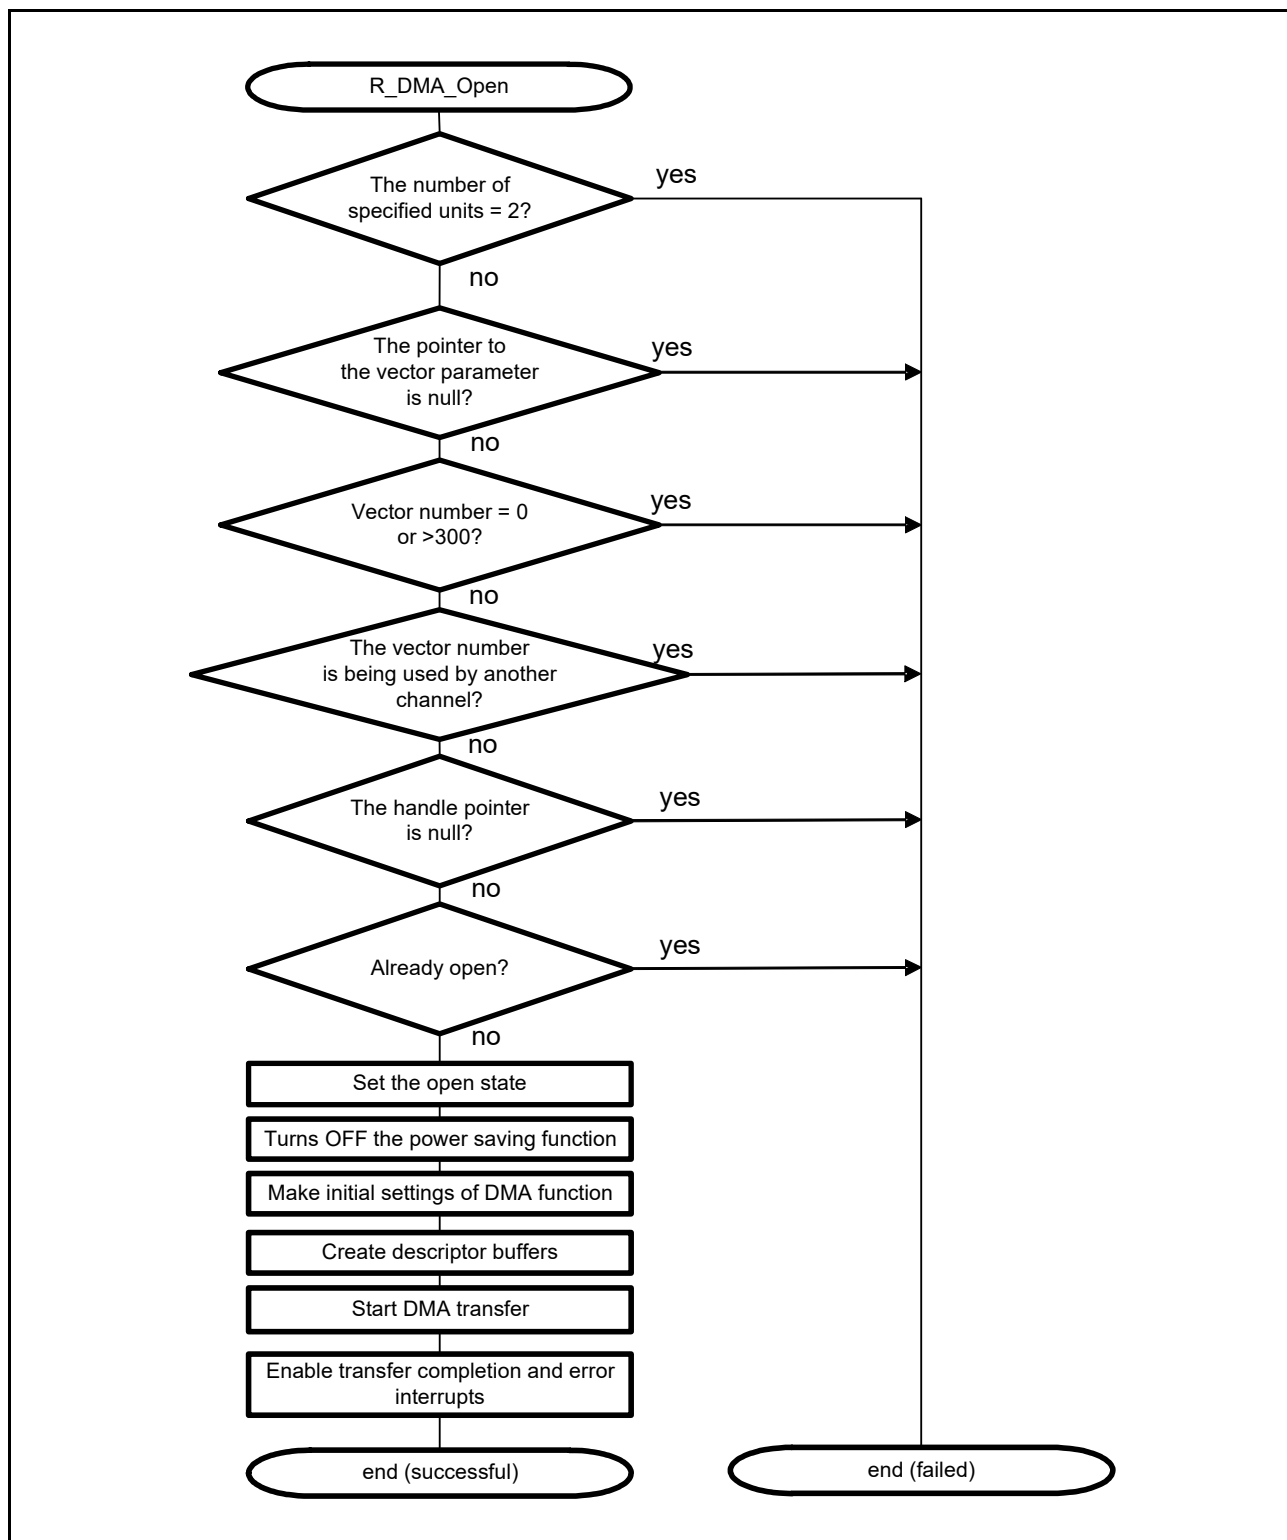 R_DMA_Open
The number of
specified units = 2?
yes
no
The pointer to
the vector parameter
is null?
yes
no
Vector number = 0
or >300?
yes
no
The vector number
is being used by another
channel?
yes
no
The handle pointer
is null?
yes
no
Already open?
yes
no
Set the open state
Turns OFF the power saving function
Make initial settings of DMA function
Create descriptor buffers
Start DMA transfer
Enable transfer completion and error
interrupts
end (successful)
end (failed)